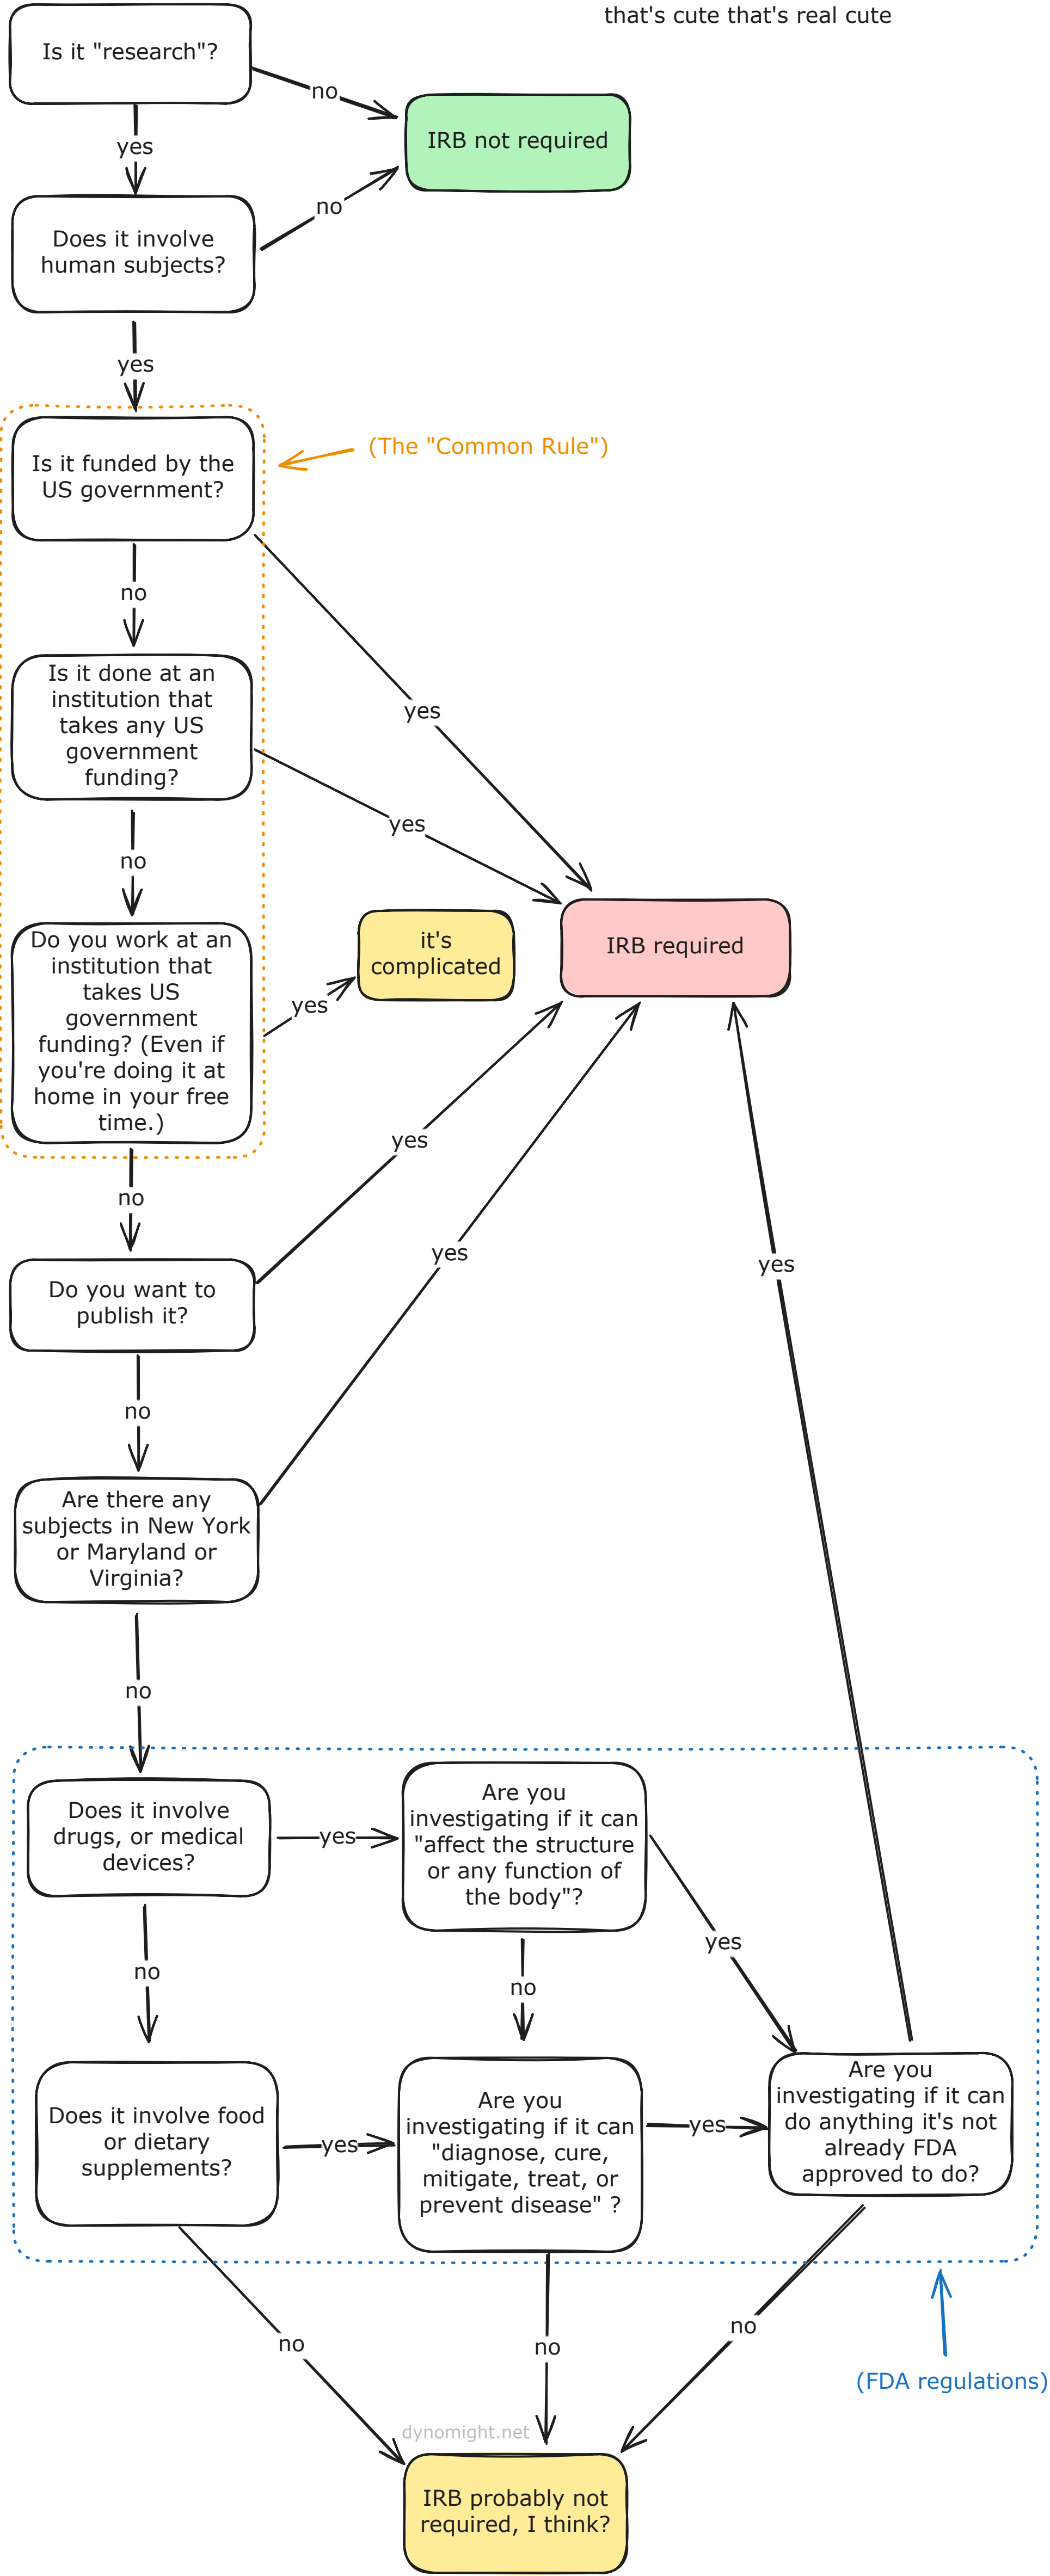 that's cute that's real cute
Is it "research"?
no
IRB not required
yes
no
Does it involve
human subjects?
yes
(The "Common Rule")
Is it funded by the
US government?
no
yes
Is it done at an
institution that
takes any US
government
funding?
yes
no
Do you work at an
institution that
takes US
government
funding? (Even if
you're doing it at
home in your free
time.)
yes
it's
complicated
IRB required
no
yes
Do you want to
publish it?
yes
yes
no
Are there any
subjects in New York
or Maryland or
Virginia?
no
Does it involve
drugs, or medical
devices?
yes
Are you
investigating if it can
"affect the structure
or any function of
the body"?
yes
no
no
Does it involve food
or dietary
supplements?
yes
Are you
investigating if it can
"diagnose, cure,
mitigate, treat, or
prevent disease" ?
yes
Are you
investigating if it can
do anything it's not
already FDA
approved to do?
no
no
no
(FDA regulations)
dynomight.net
IRB probably not
required, I think?